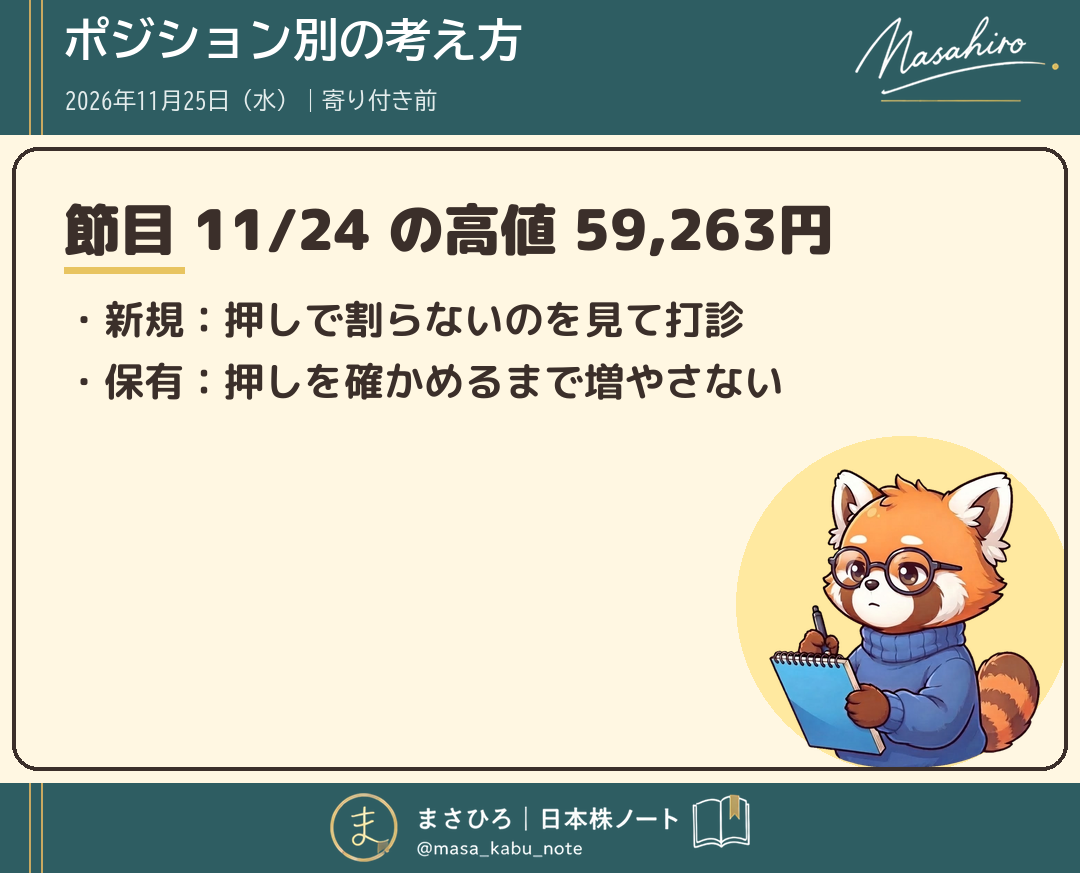 ポジション別の考え方
Masahiro
2026年11月25日（水）｜寄り付き前
節目 11/24 の高値 59,263円
・新規：押しで割らないのを見て打診
・保有：押しを確かめるまで増やさない
ま
まさひろ｜日本株ノート
@masa_kabu_note